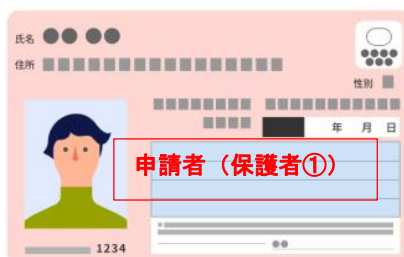 氏名
住所
性別
年 月 日
申請者（保護者①）
1234